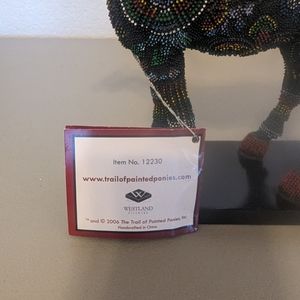 Item No. 12230
www.trailofpaintedponies.com
WESTLAND
GIFTWARE
™ and © 2006 The Trail of Painted Ponies, Inc.
Handcrafted in China